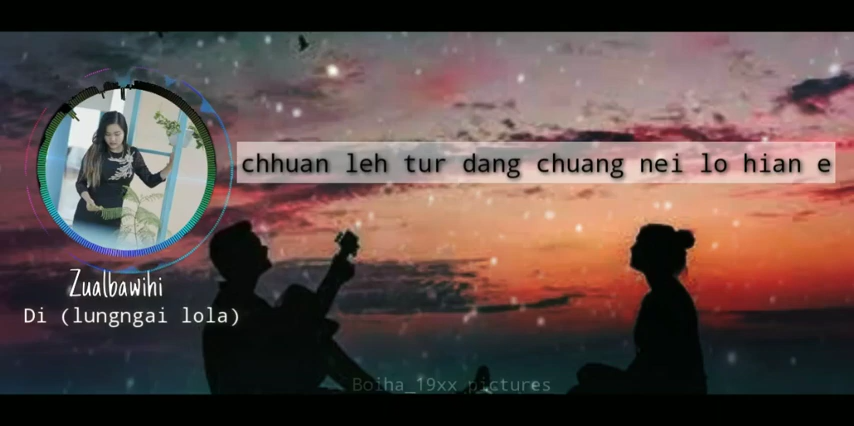 chhuan leh tur dang chuang nei lo hian e
Zualbawihi
Di (lungngai lola)
Boiha_19xx pictures